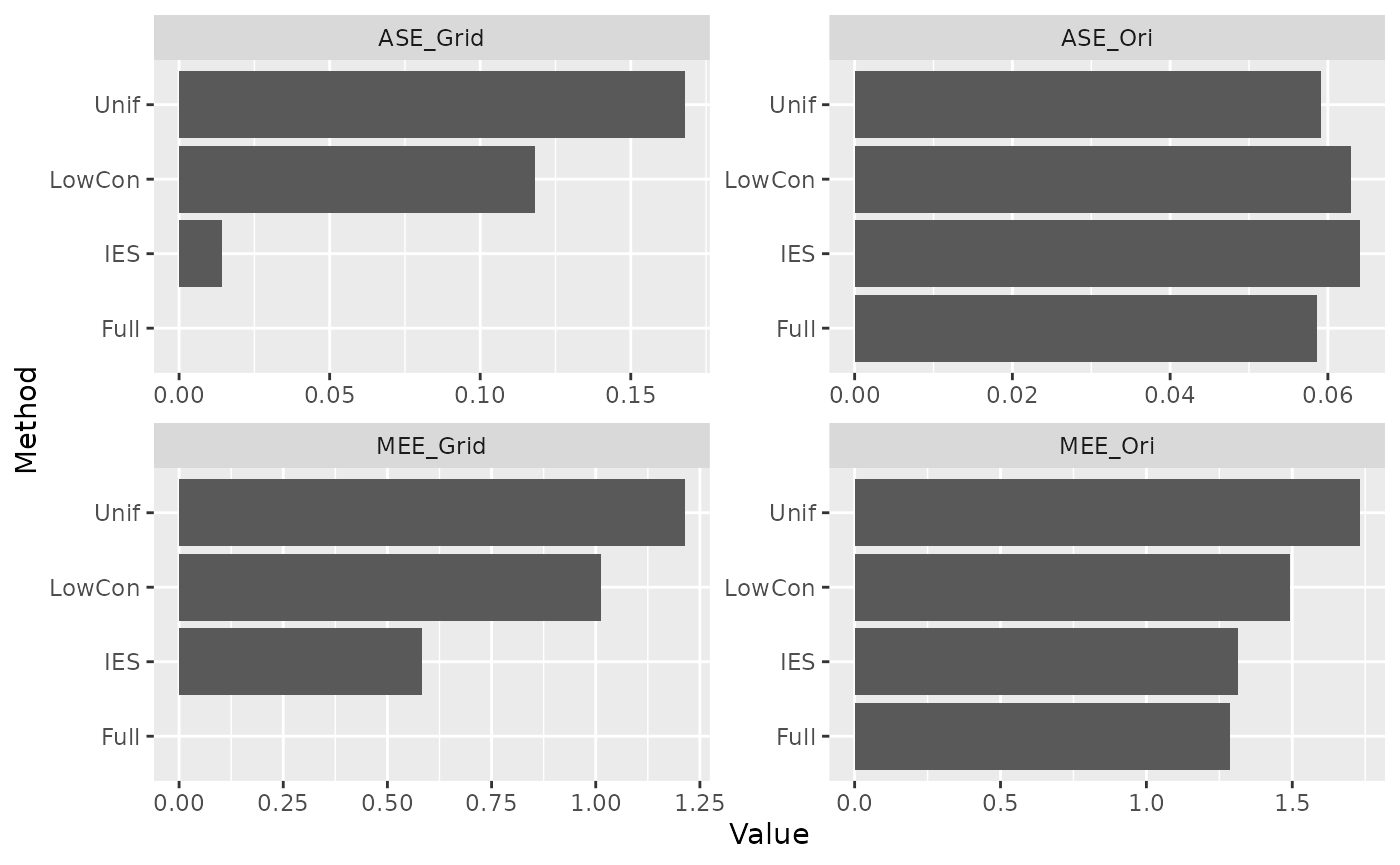 ASE_Grid
ASE_Ori
Unif
LowCon
IES
Full
0.00 0.05 0.10 0.15
Unif
LowCon
IES
Full
0.00 0.02 0.04 0.06
Method
MEE_Grid
MEE_Ori
Unif
LowCon
IES
Full
0.00 0.25 0.50 0.75 1.00 1.25
Unif
LowCon
IES
Full
0.0 0.5 1.0 1.5
Value